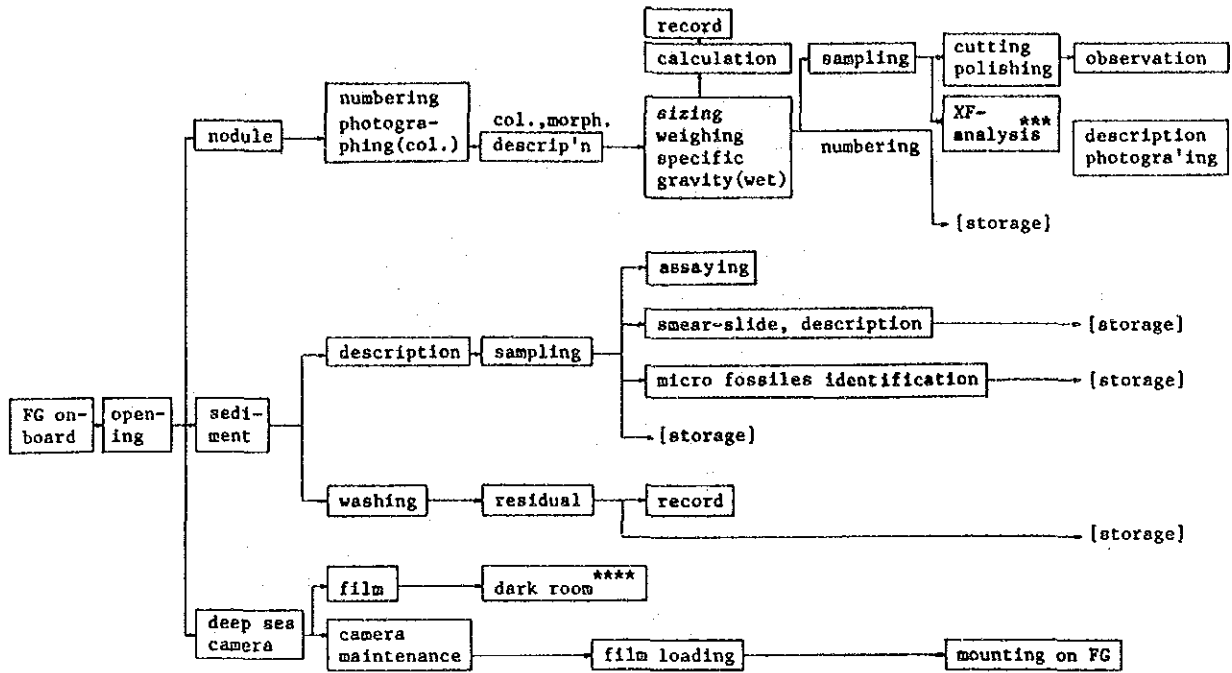 record
calculation
sampling
cutting
polishing
observation
numbering
photogra-
phing(col.)
col.,morph.
descrip'n
nodule
sizing
weighing
specific
gravity(wet)
numbering
XF-
analysis***
description
photogra'ing
[storage]
assaying
smear-slide, description
[storage]
description
sampling
micro fossiles identification
[storage]
FG on-
board
open-
ing
sedi-
ment
[storage]
washing
residual
record
[storage]
film
dark room****
deep sea
camera
camera
maintenance
film loading
mounting on FG